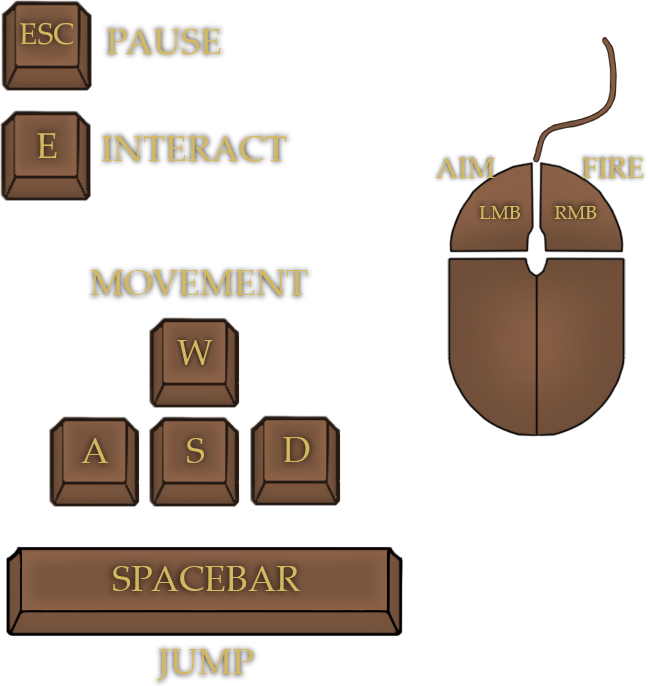 ESC PAUSE
E INTERACT
AIM FIRE
LMB RMB
MOVEMENT
W
A S D
SPACEBAR
JUMP